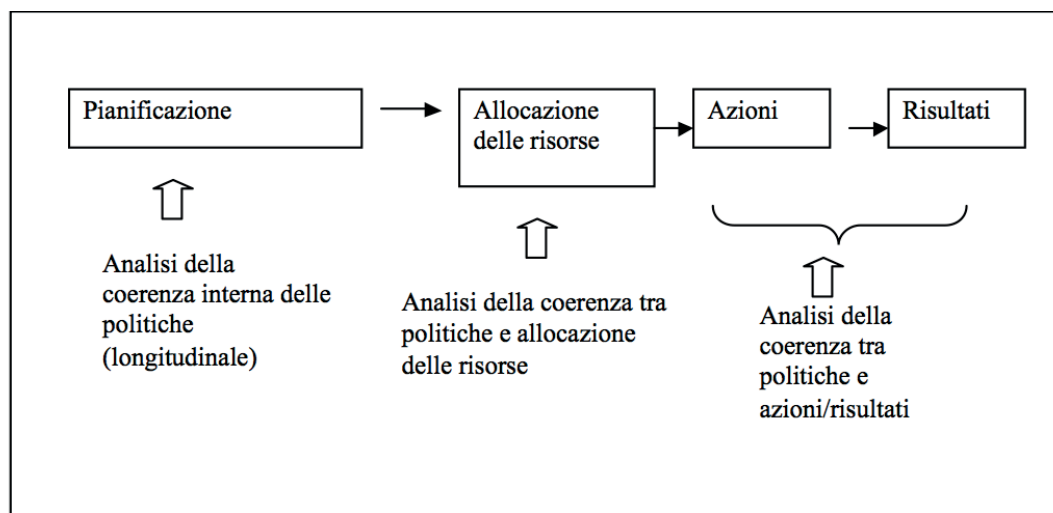 Pianificazione
Allocazione
delle risorse
Azioni
Risultati
Analisi della
coerenza interna delle
politiche
(longitudinale)
Analisi della coerenza tra
politiche e allocazione
delle risorse
Analisi della
coerenza tra
politiche e
azioni/risultati